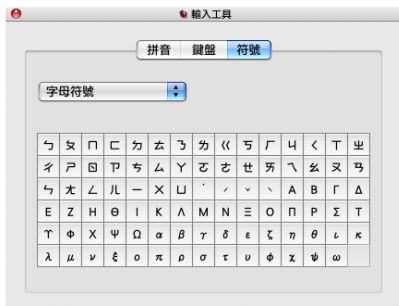 輸入工具
拼音 鍵盤 符號
字母符號
ㄅ ㄆ ㄇ ㄈ ㄉ ㄊ ㄋ ㄌ ㄍ ㄎ ㄏ ㄐ ㄑ ㄒ ㄓ
ㄔ ㄕ ㄖ ㄗ ㄘ ㄙ ㄚ ㄛ ㄜ ㄝ ㄞ ㄟ ㄠ ㄡ ㄢ
ㄣ ㄤ ㄥ ㄦ ㄧ ㄨ ㄩ ˙ ˊ ˇ ˋ Α Β Γ Δ
Ε Ζ Η Θ Ι Κ Λ Μ Ν Ξ Ο Π Ρ Σ Τ
Υ Φ Χ Ψ Ω α β γ δ ε ζ η θ ι κ
λ μ ν ξ ο π ρ σ τ υ φ χ ψ ω